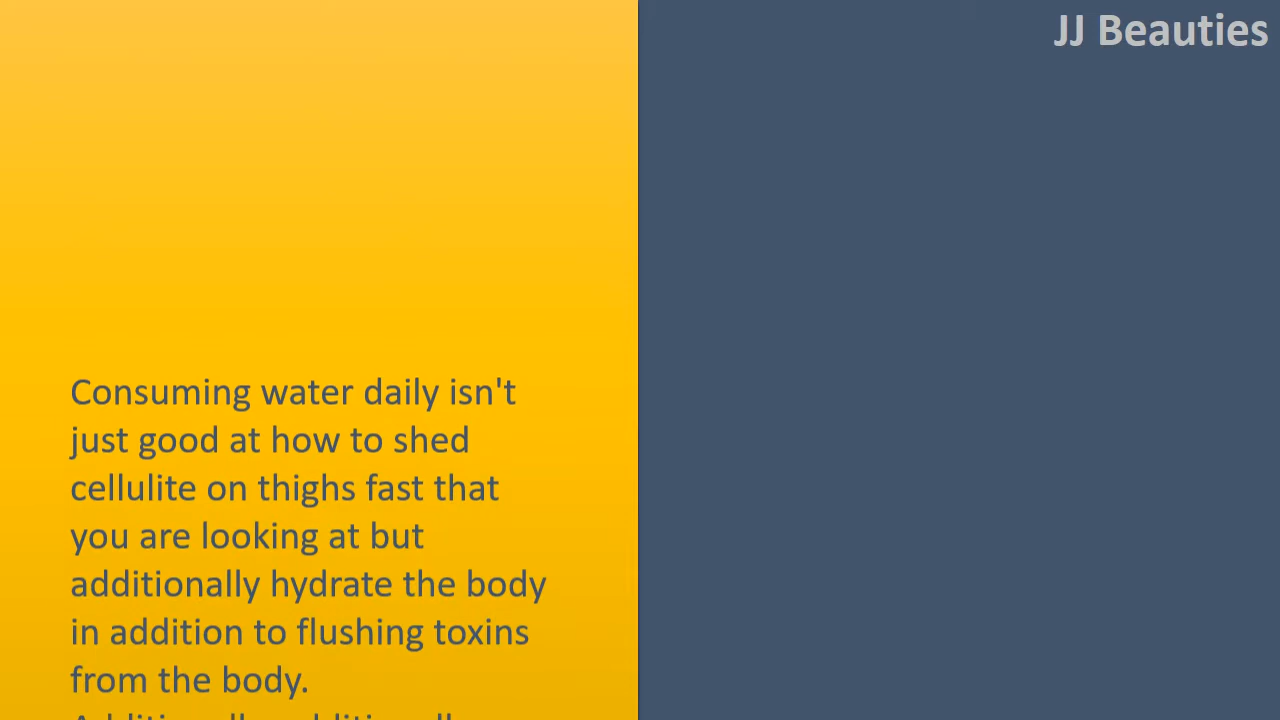 JJ Beauties
Consuming water daily isn't
just good at how to shed
cellulite on thighs fast that
you are looking at but
additionally hydrate the body
in addition to flushing toxins
from the body.